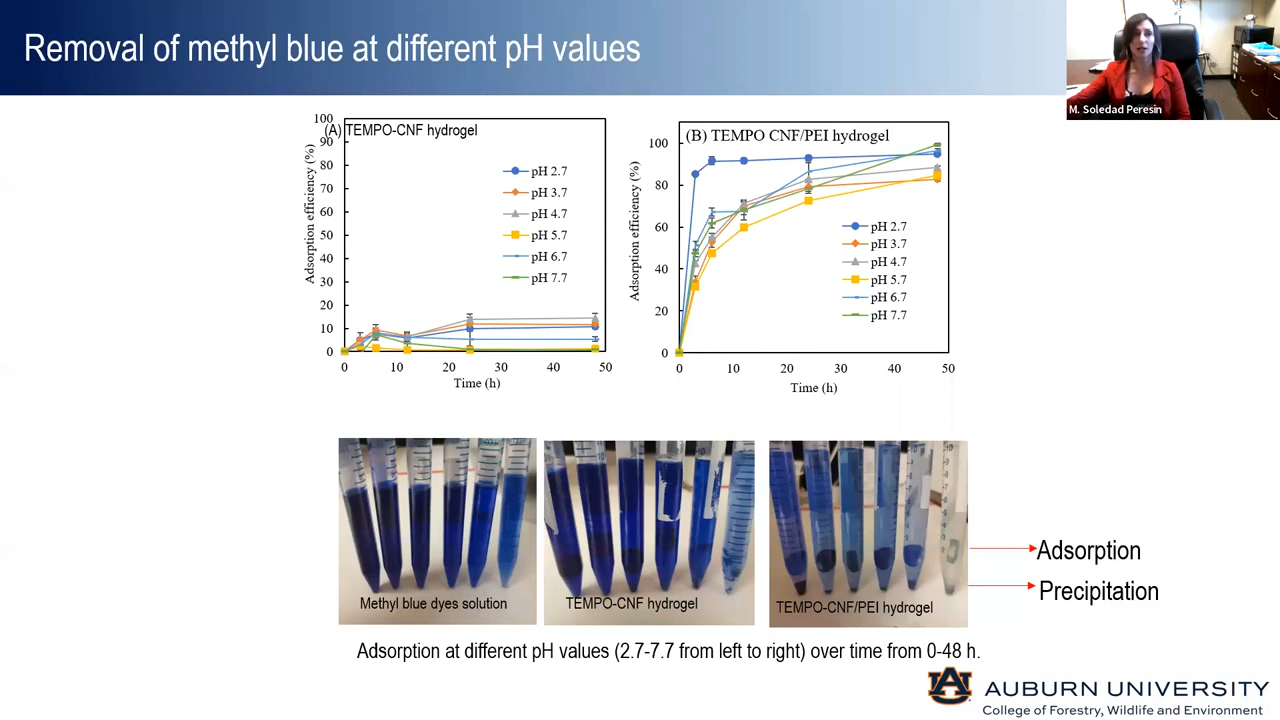 Removal of methyl blue at different pH values
M. Soledad Peresin
(A) TEMPO-CNF hydrogel
Adsorption efficiency (%)
100
90
80
70
60
50
40
30
20
10
0
pH 2.7
pH 3.7
pH 4.7
pH 5.7
pH 6.7
pH 7.7
0 10 20 30 40 50
Time (h)
(B) TEMPO CNF/PEI hydrogel
Adsorption efficiency (%)
100
80
60
40
20
0
pH 2.7
pH 3.7
pH 4.7
pH 5.7
pH 6.7
pH 7.7
0 10 20 30 40 50
Time (h)
Methyl blue dyes solution
TEMPO-CNF hydrogel
TEMPO-CNF/PEI hydrogel
Adsorption
Precipitation
Adsorption at different pH values (2.7-7.7 from left to right) over time from 0-48 h.
AUBURN UNIVERSITY
College of Forestry, Wildlife and Environment